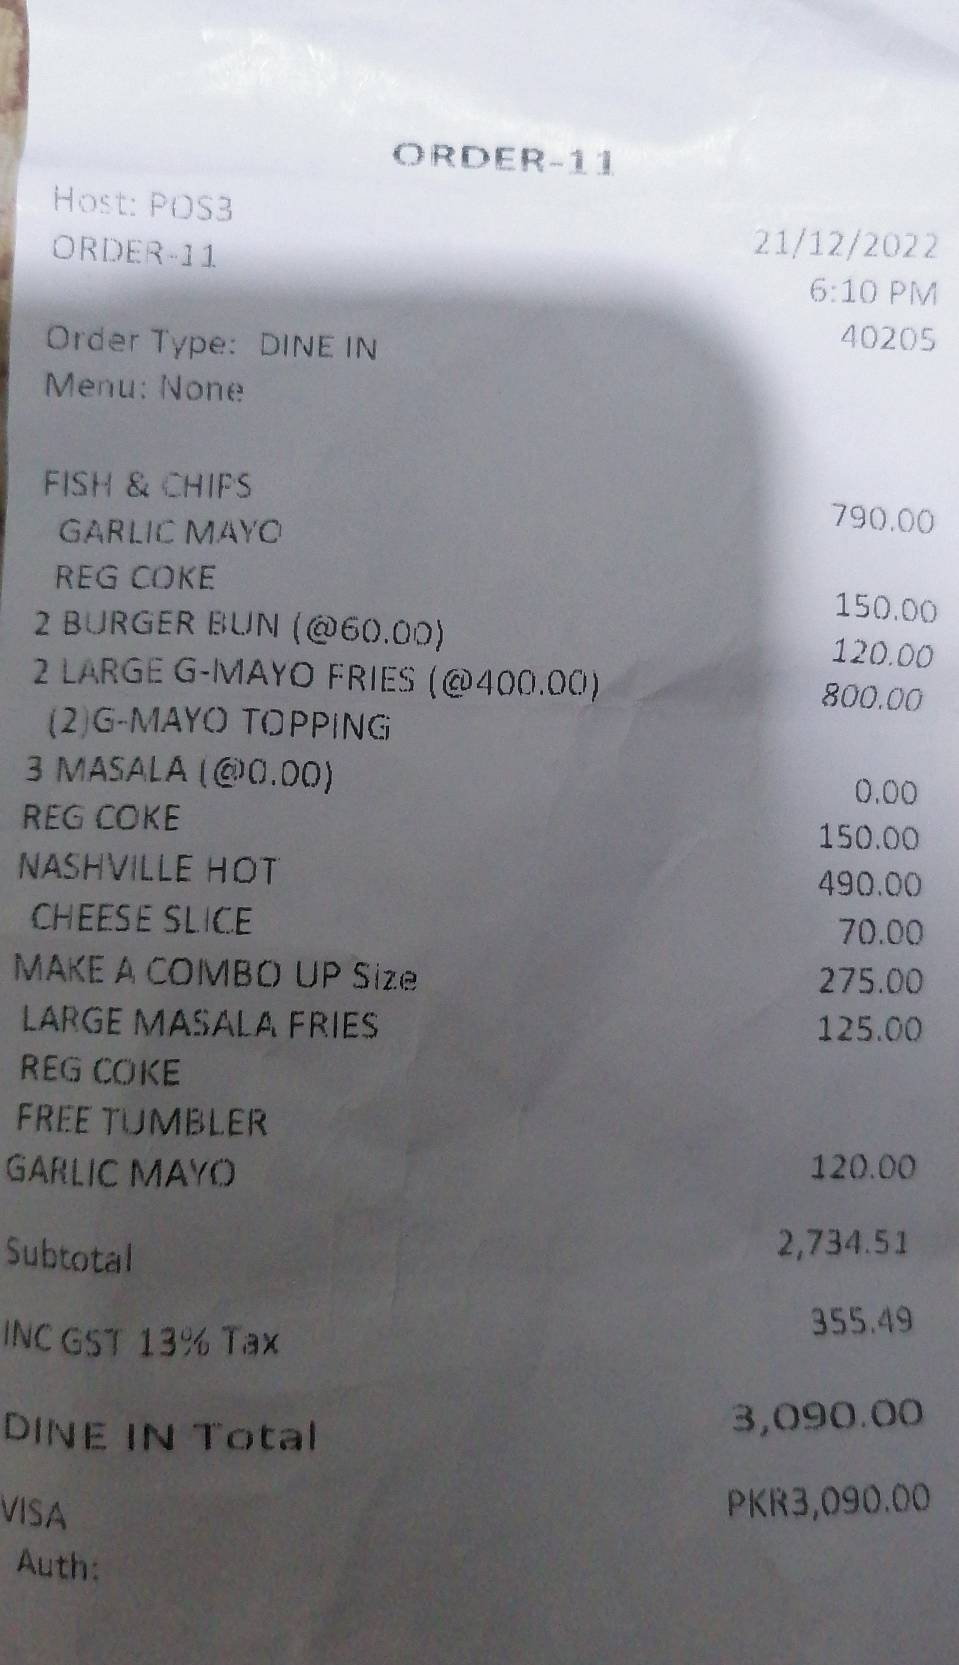 ORDER-11
Host: POS3
ORDER-11 21/12/2022
6:10 PM
Order Type: DINE IN 40205
Menu: None
FISH & CHIPS 790.00
GARLIC MAYO
REG COKE 150.00
2 BURGER BUN (@60.00) 120.00
2 LARGE G-MAYO FRIES (@400.00) 800.00
(2)G-MAYO TOPPING
3 MASALA (@0.00) 0.00
REG COKE 150.00
NASHVILLE HOT 490.00
CHEESE SLICE 70.00
MAKE A COMBO UP Size 275.00
LARGE MASALA FRIES 125.00
REG COKE
FREE TUMBLER
GARLIC MAYO 120.00
Subtotal 2,734.51
INC GST 13% Tax 355.49
DINE IN Total 3,090.00
VISA PKR3,090.00
Auth: